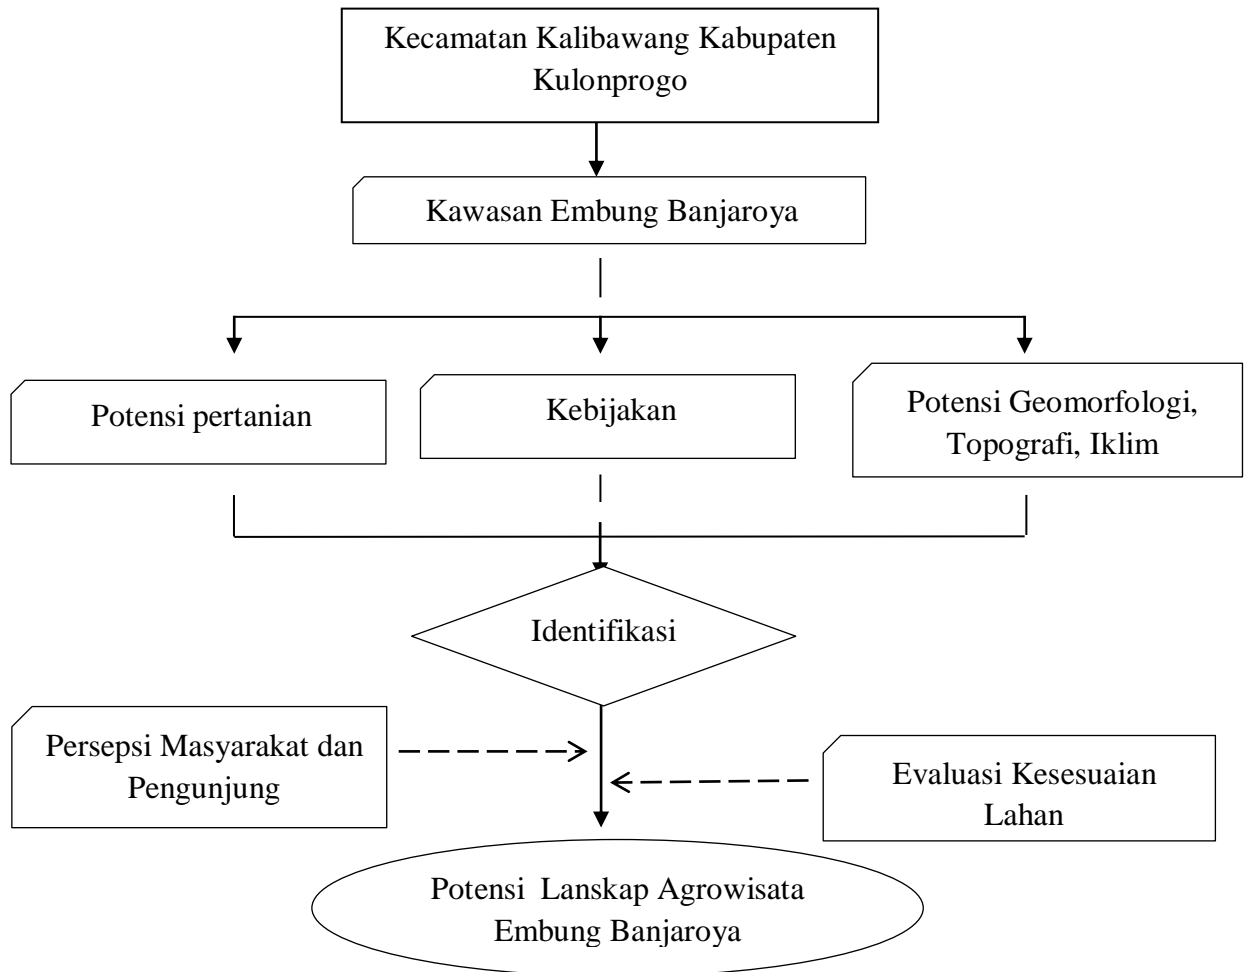 Kecamatan Kalibawang Kabupaten
Kulonprogo
Kawasan Embung Banjaroya
Potensi pertanian
Kebijakan
Potensi Geomorfologi,
Topografi, Iklim
Identifikasi
Persepsi Masyarakat dan
Pengunjung
Evaluasi Kesesuaian
Lahan
Potensi Lanskap Agrowisata
Embung Banjaroya